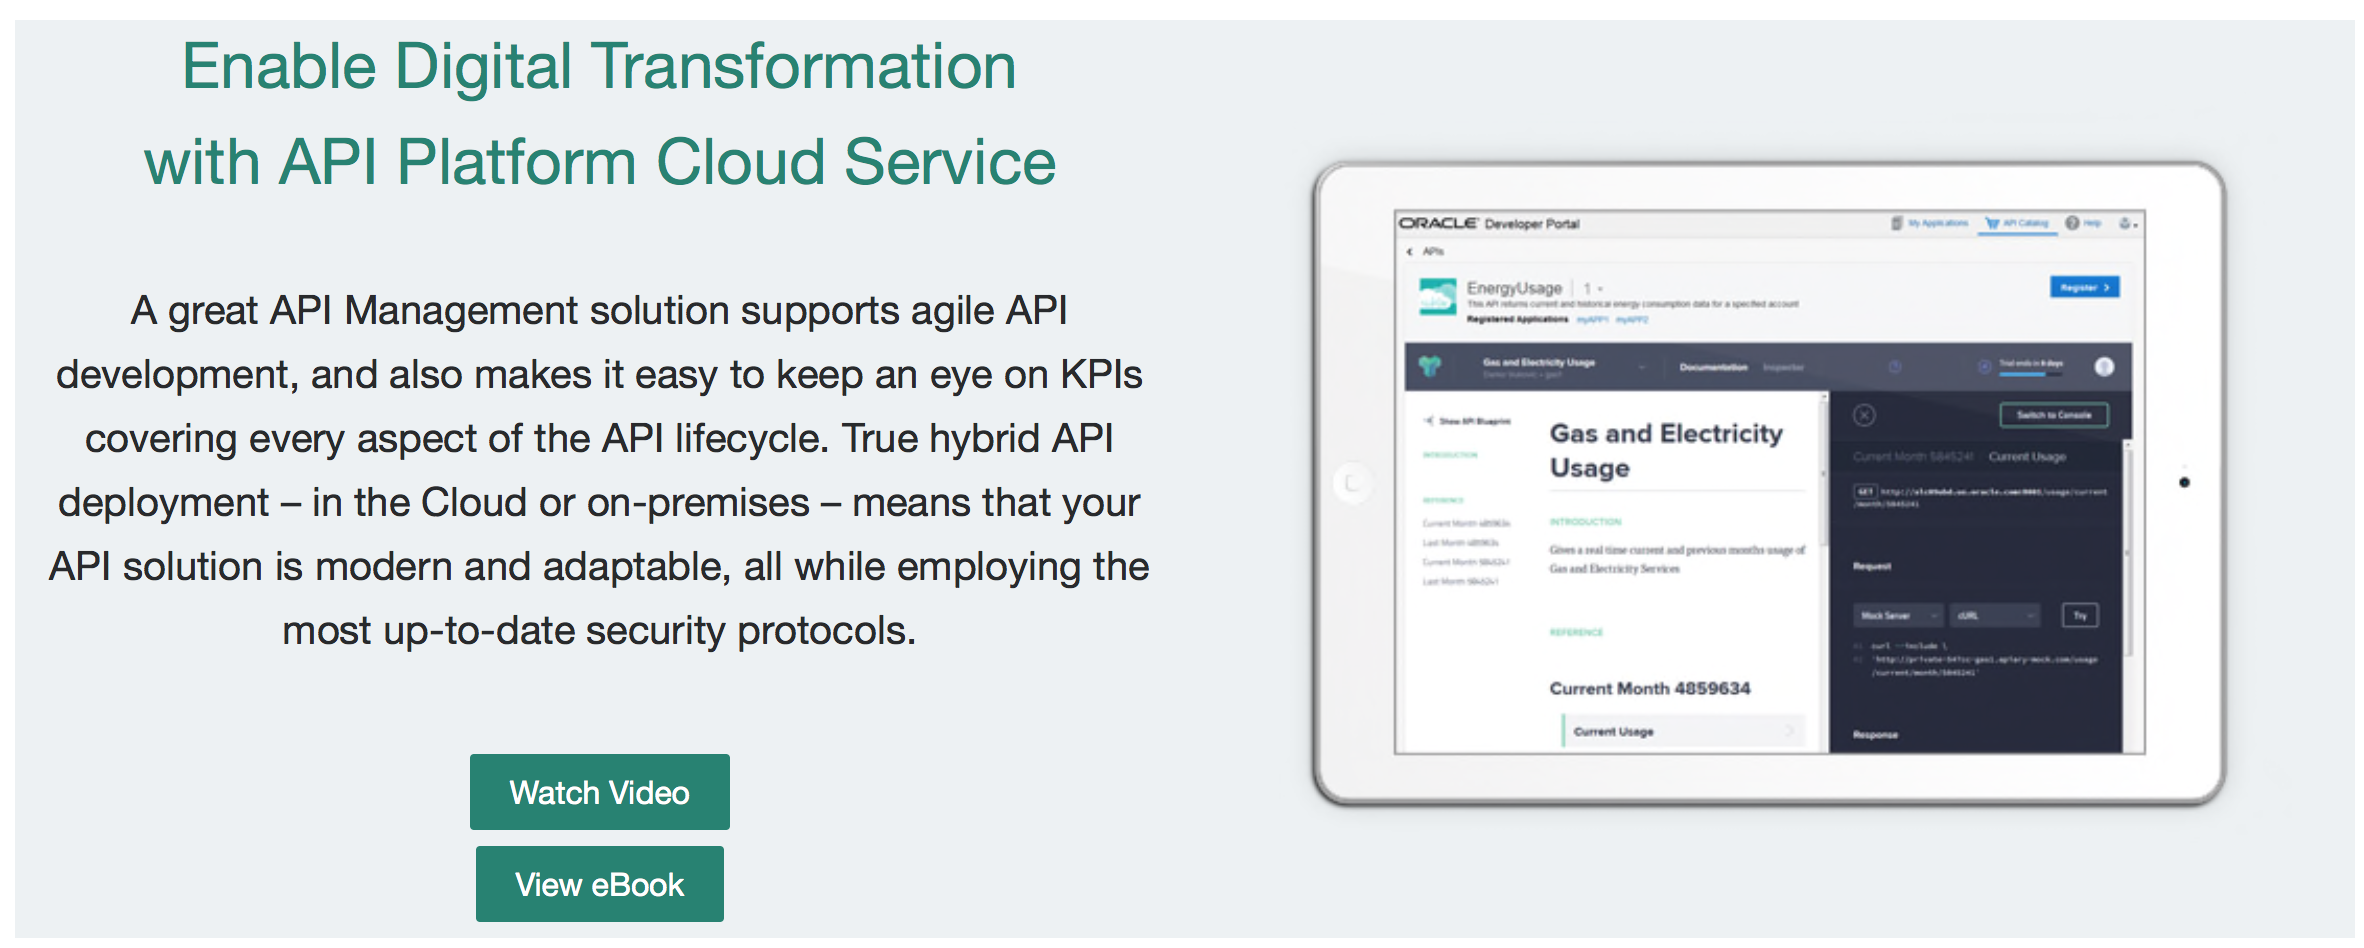 Enable Digital Transformation
with API Platform Cloud Service
A great API Management solution supports agile API
development, and also makes it easy to keep an eye on KPIs
covering every aspect of the API lifecycle. True hybrid API
deployment – in the Cloud or on-premises – means that your
API solution is modern and adaptable, all while employing the
most up-to-date security protocols.
Watch Video
View eBook
ORACLE Developer Portal
My Applications API Catalog Help
APIs
EnergyUsage 1
Register
This API returns current and historical energy consumption data for a specified account
Registered Applications myAPP1 myAPP2
Gas and Electricity Usage
Documentation Inspector
Trial ends in 6 days
Show API Blueprint
INTRODUCTION
REFERENCE
Current Month 4859634
Last Month 4859634
Current Month 5845241
Last Month 5845241
Gas and Electricity
Usage
INTRODUCTION
Gives a real time current and previous months usage of
Gas and Electricity Services
REFERENCE
Current Month 4859634
Current Usage
Switch to Console
Current Month 5845241 Current Usage
GET
/month/5845241
Request
Mock Server cURL Try
curl --include \
/current/month/5845241'
Response